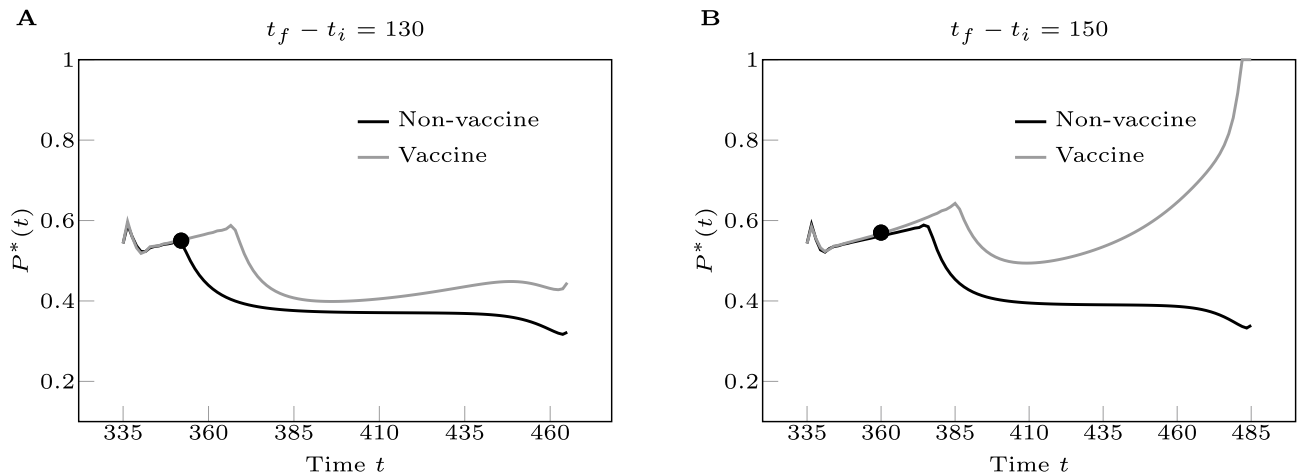 A
t_f − t_i = 130
1
0.8
0.6
0.4
0.2
P*(t)
Non-vaccine
Vaccine
335 360 385 410 435 460
Time t
B
t_f − t_i = 150
1
0.8
0.6
0.4
0.2
P*(t)
Non-vaccine
Vaccine
335 360 385 410 435 460 485
Time t